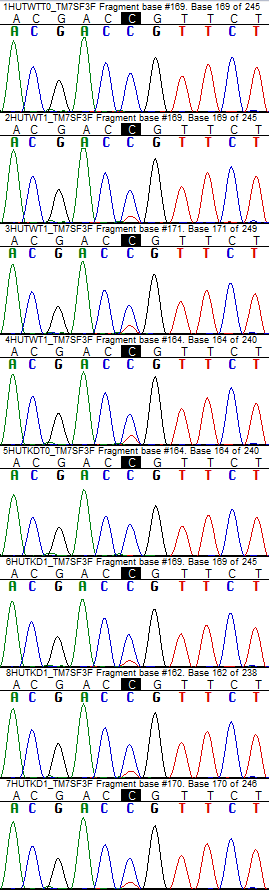 1HUTWTT0_TM7SF3F Fragment base #169. Base 169 of 245
A C G A C C G T T C T
A C G A C C G T T C T
2HUTWT1_TM7SF3F Fragment base #169. Base 169 of 245
A C G A C C G T T C T
A C G A C C G T T C T
3HUTWT1_TM7SF3F Fragment base #171. Base 171 of 249
A C G A C C G T T C T
A C G A C C G T T C T
4HUTWT1_TM7SF3F Fragment base #164. Base 164 of 240
A C G A C C G T T C T
A C G A C C G T T C T
5HUTKDT0_TM7SF3F Fragment base #164. Base 164 of 240
A C G A C C G T T C T
A C G A C C G T T C T
6HUTKD1_TM7SF3F Fragment base #169. Base 169 of 245
A C G A C C G T T C T
A C G A C C G T T C T
8HUTKD1_TM7SF3F Fragment base #162. Base 162 of 238
A C G A C C G T T C T
A C G A C C G T T C T
7HUTKD1_TM7SF3F Fragment base #170. Base 170 of 246
A C G A C C G T T C T
A C G A C C G T T C T